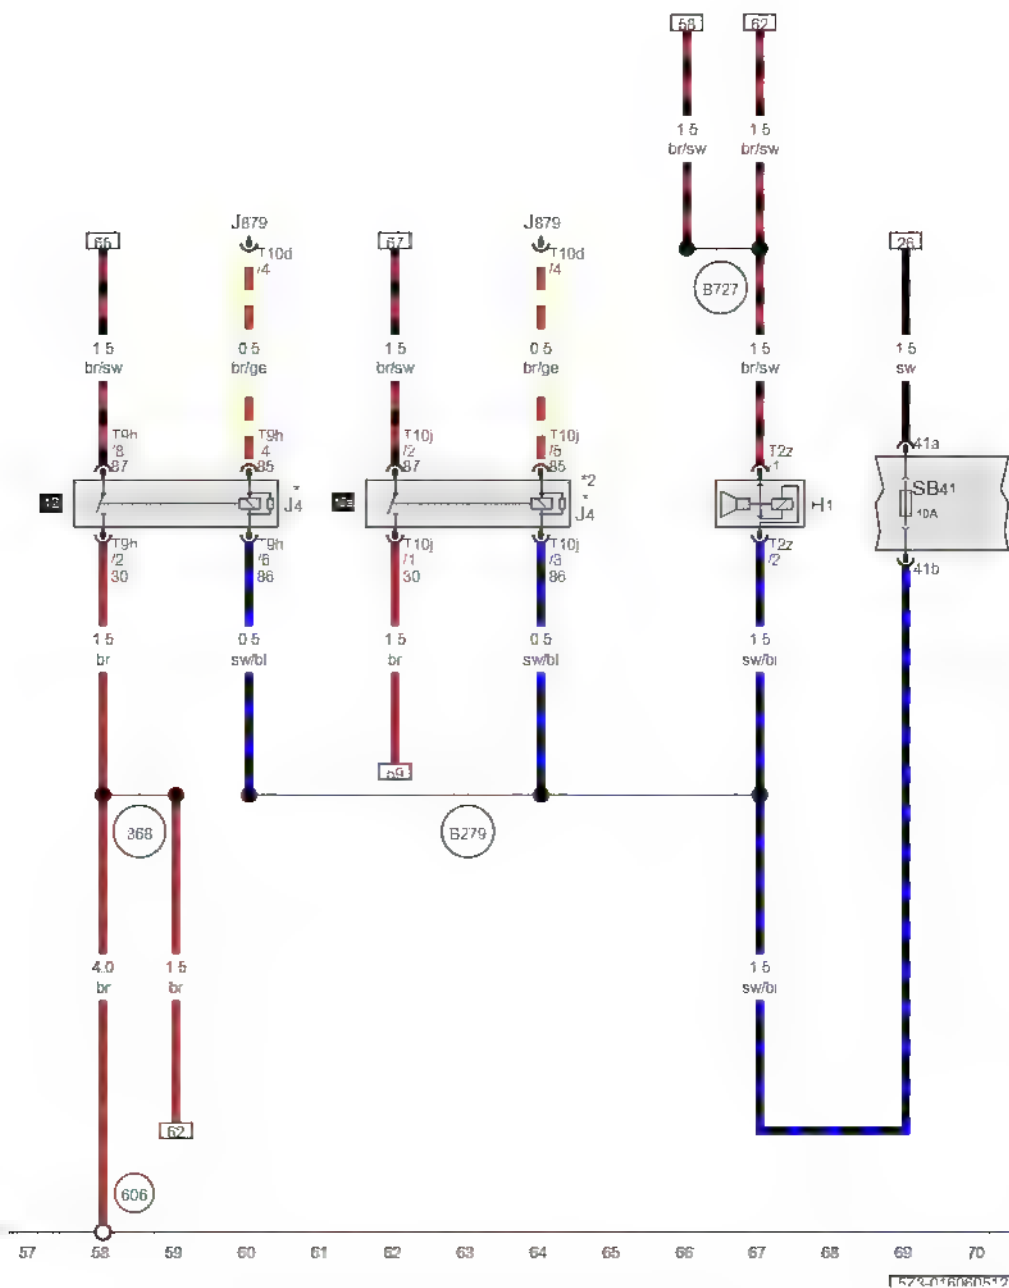 58 62
1 5 1 5
br/sw br/sw
J879 J879
66 67 26
T10d T10d
/4 /4
B727
1 5 0 5 1 5 0 5 1 5 1 5
br/sw br/ge br/sw br/ge br/sw sw
T9h T9h T10j T10j T2z 41a
/8 4 /2 /5 1
87 85 87 85
*2
12 * J4 * J4 H1 SB41
10A
T9h T9h T10j T10j T2z 41b
/2 /6 /1 /3 /2
30 86 30 86
1 5 0 5 1 5 0 5 1 5
br sw/bl br sw/bl sw/bl
59
368 B279
4.0 1 5 1 5
br br sw/bl
62
606
57 58 59 60 61 62 63 64 65 66 67 68 69 70